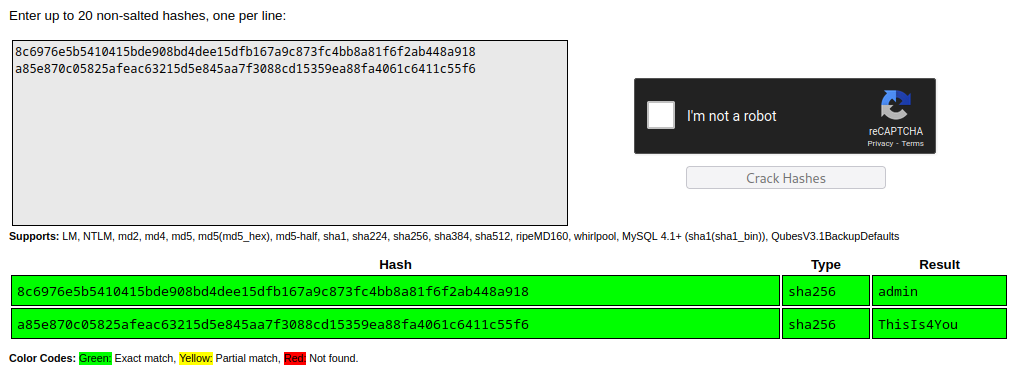 Enter up to 20 non-salted hashes, one per line:
8c6976e5b5410415bde908bd4dee15dfb167a9c873fc4bb8a81f6f2ab448a918
a85e870c05825afeac63215d5e845aa7f3088cd15359ea88fa4061c6411c55f6
I'm not a robot
reCAPTCHA
Privacy - Terms
Crack Hashes
Supports: LM, NTLM, md2, md4, md5, md5(md5_hex), md5-half, sha1, sha224, sha256, sha384, sha512, ripeMD160, whirlpool, MySQL 4.1+ (sha1(sha1_bin)), QubesV3.1BackupDefaults
Hash Type Result
8c6976e5b5410415bde908bd4dee15dfb167a9c873fc4bb8a81f6f2ab448a918 sha256 admin
a85e870c05825afeac63215d5e845aa7f3088cd15359ea88fa4061c6411c55f6 sha256 ThisIs4You
Color Codes: Green: Exact match, Yellow: Partial match, Red: Not found.